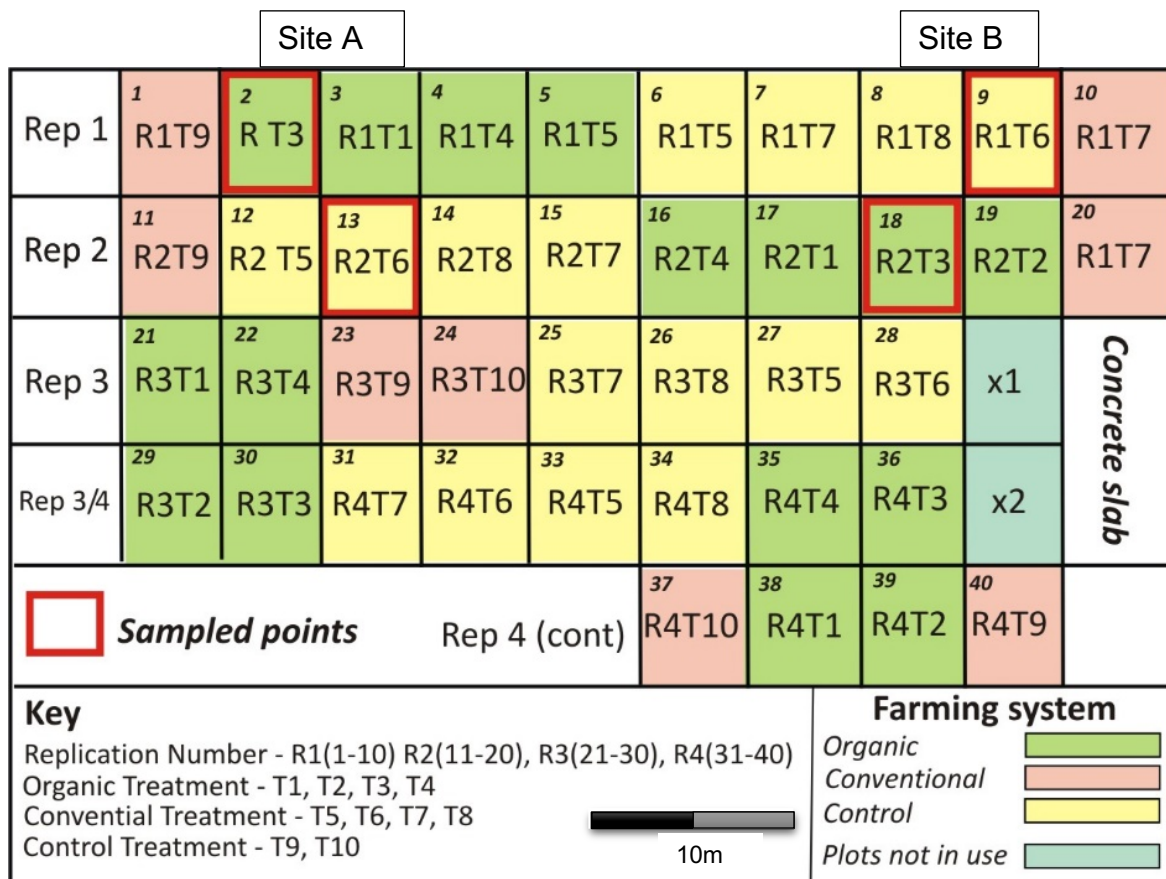 Site A Site B
1 2 3 4 5 6 7 8 9 10
Rep 1 R1T9 R T3 R1T1 R1T4 R1T5 R1T5 R1T7 R1T8 R1T6 R1T7
11 12 13 14 15 16 17 18 19 20
Rep 2 R2T9 R2 T5 R2T6 R2T8 R2T7 R2T4 R2T1 R2T3 R2T2 R1T7
21 22 23 24 25 26 27 28
Rep 3 R3T1 R3T4 R3T9 R3T10 R3T7 R3T8 R3T5 R3T6 x1
Concrete slab
29 30 31 32 33 34 35 36
Rep 3/4 R3T2 R3T3 R4T7 R4T6 R4T5 R4T8 R4T4 R4T3 x2
37 38 39 40
Sampled points Rep 4 (cont) R4T10 R4T1 R4T2 R4T9
Key
Replication Number - R1(1-10) R2(11-20), R3(21-30), R4(31-40)
Organic Treatment - T1, T2, T3, T4
Convential Treatment - T5, T6, T7, T8
Control Treatment - T9, T10
10m
Farming system
Organic
Conventional
Control
Plots not in use